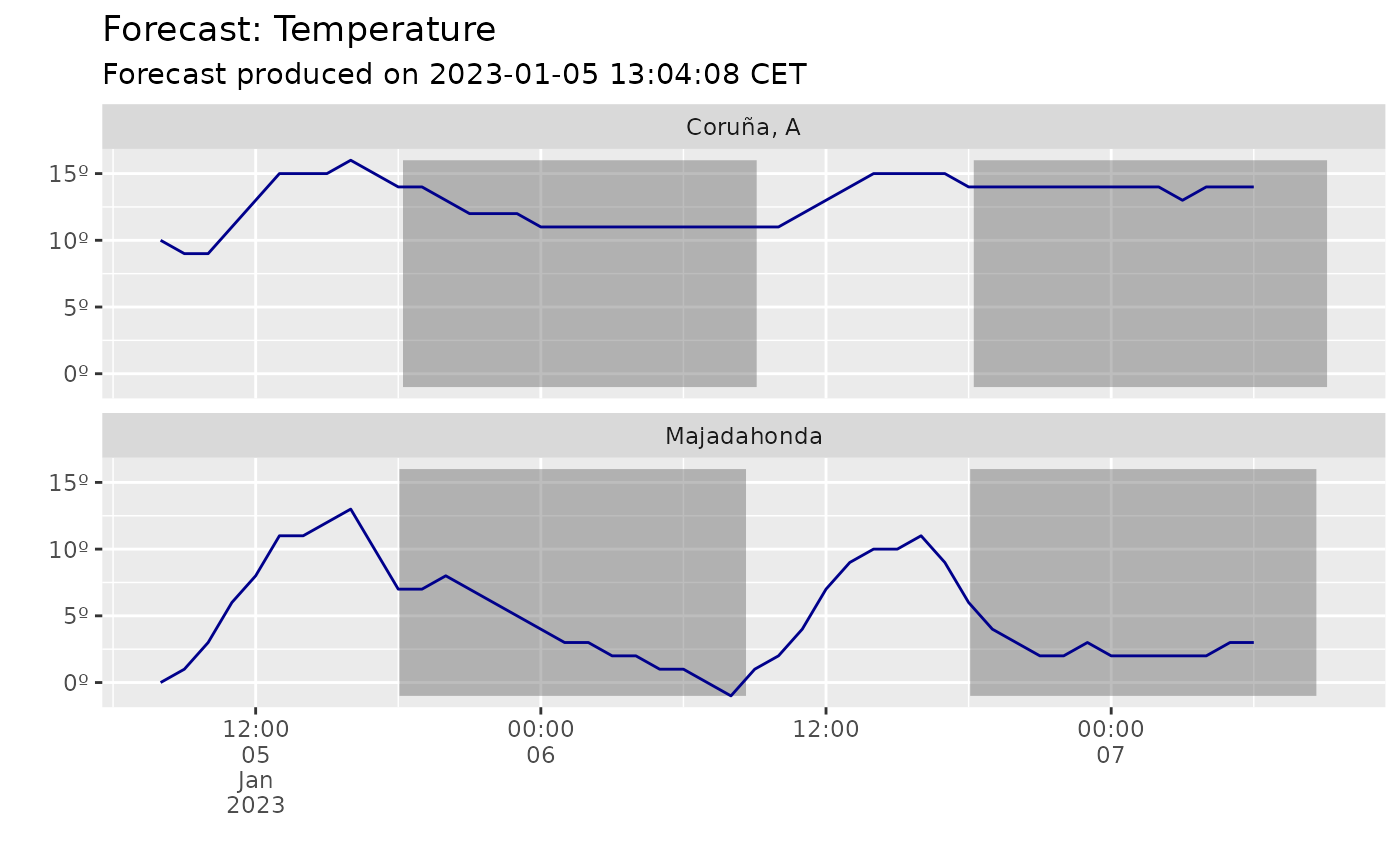 Forecast: Temperature
Forecast produced on 2023-01-05 13:04:08 CET
Coruña, A
15º
10º
5º
0º
Majadahonda
15º
10º
5º
0º
12:00 00:00 12:00 00:00
05 06 07
Jan
2023